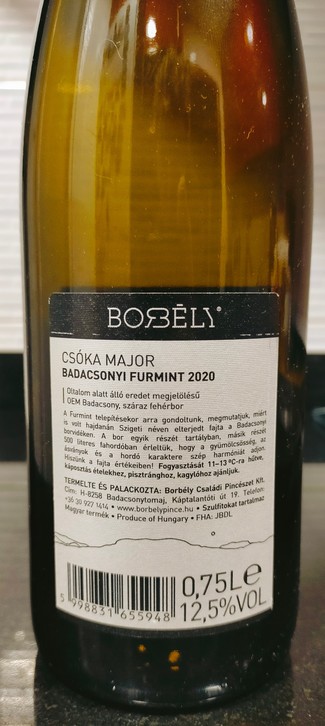 BORBÉLY®
CSÓKA MAJOR
BADACSONYI FURMINT 2020
Oltalom alatt álló eredet megjelölésű
OEM Badacsony, száraz fehérbor
A Furmint telepítésekor arra gondoltunk, megmutatjuk, miért
is volt hajdanán Szigeti néven elterjedt fajta a Badacsonyi
borvidéken. A bor egyik részét tartályban, másik részét
500 literes fahordóban érleltük, hogy a gyümölcsösség, az
ásványok és a hordó karaktere szép harmóniát adjon.
Hiszünk a fajta értékeiben! Fogyasztását 11–13 ºC-ra hűtve,
káposztás ételekhez, pisztránghoz, kagylóhoz ajánljuk.
TERMELTE ÉS PALACKOZTA: Borbély Családi Pincészet Kft.
Cím: H-8258 Badacsonytomaj, Káptalantóti út 19. Telefon:
+36 30 927 1414 • www.borbelypince.hu • Szulfitokat tartalmaz
Magyar termék • Produce of Hungary • FHA: JBDL
5 998831 655948
0,75L℮
12,5%VOL